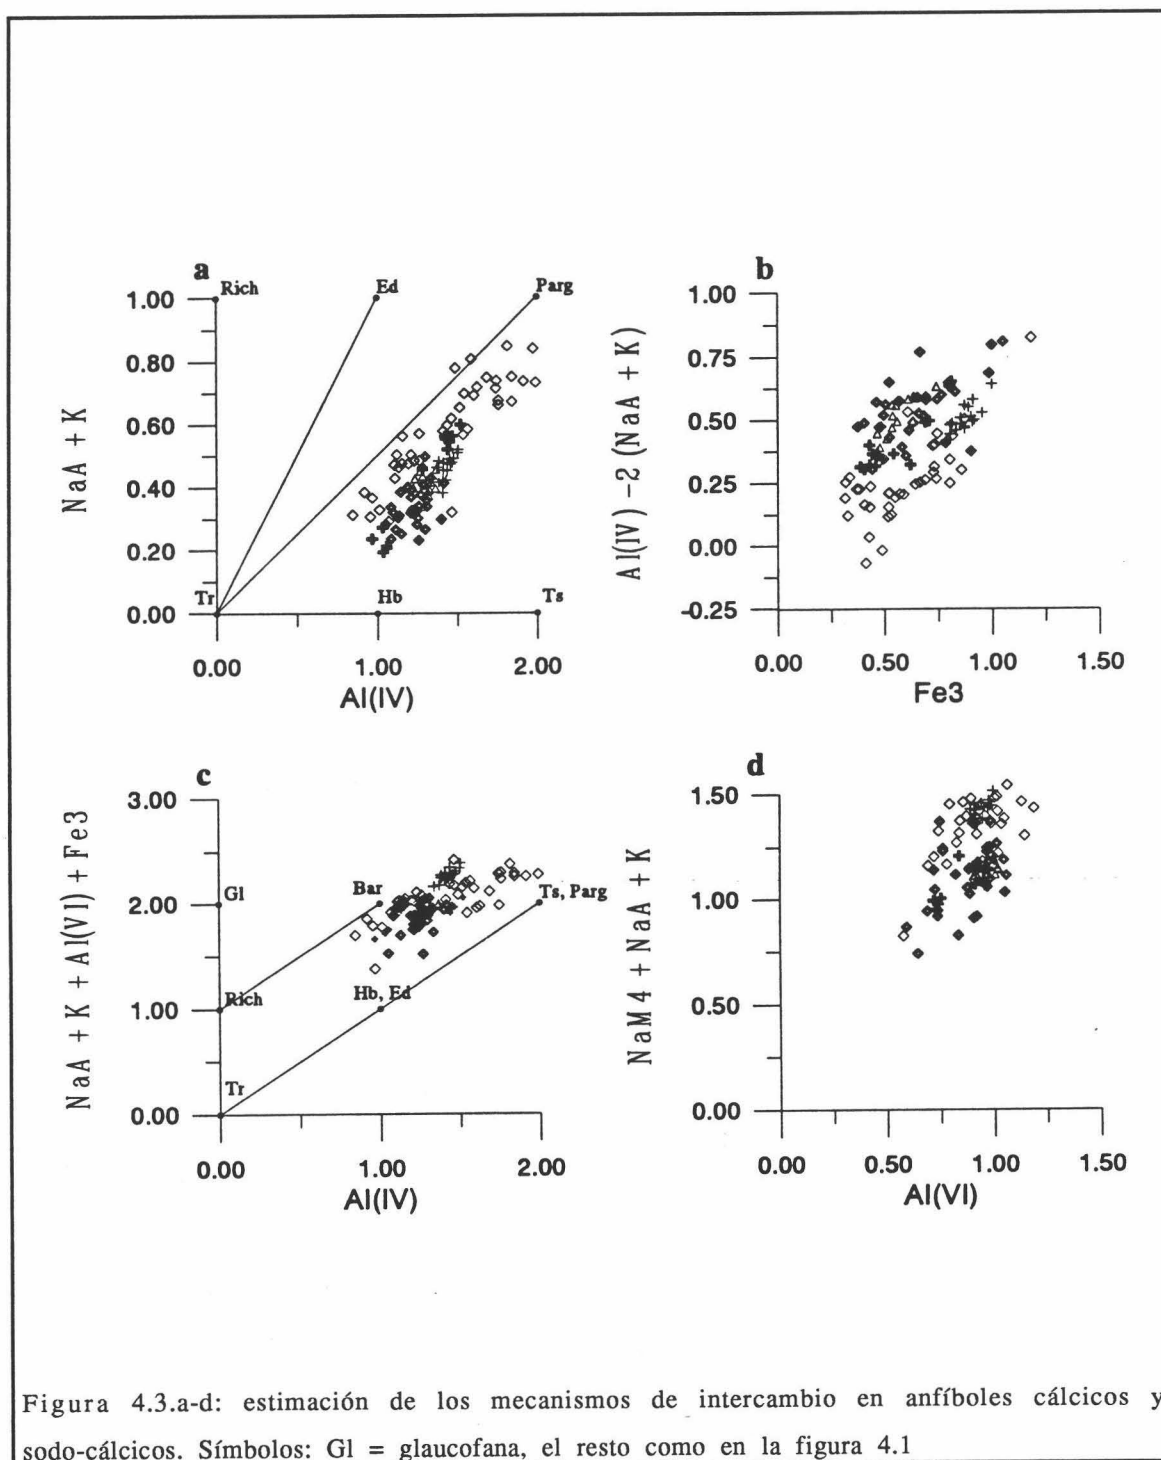 a
Rich
Ed
Parg
1.00
0.80
0.60
0.40
0.20
0.00
NaA + K
Tr
Hb
Ts
0.00 1.00 2.00
Al(IV)
b
1.00
0.75
0.50
0.25
0.00
-0.25
Al(IV) -2 (NaA + K)
0.00 0.50 1.00 1.50
Fe3
c
3.00
2.00
1.00
0.00
NaA + K + Al(VI) + Fe3
Gl
Bar
Ts, Parg
Rich
Hb, Ed
Tr
0.00 1.00 2.00
Al(IV)
d
1.50
1.00
0.50
0.00
NaM4 + NaA + K
0.00 0.50 1.00 1.50
Al(VI)
Figura 4.3.a-d: estimación de los mecanismos de intercambio en anfíboles cálcicos y
sodo-cálcicos. Símbolos: Gl = glaucofana, el resto como en la figura 4.1